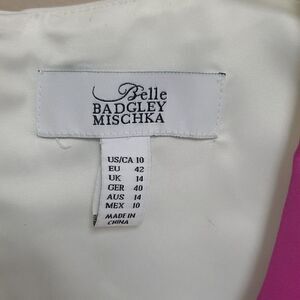 Belle
BADGLEY
MISCHKA
US/CA 10
EU 42
UK 14
GER 40
AUS 14
MEX 10
MADE IN
CHINA